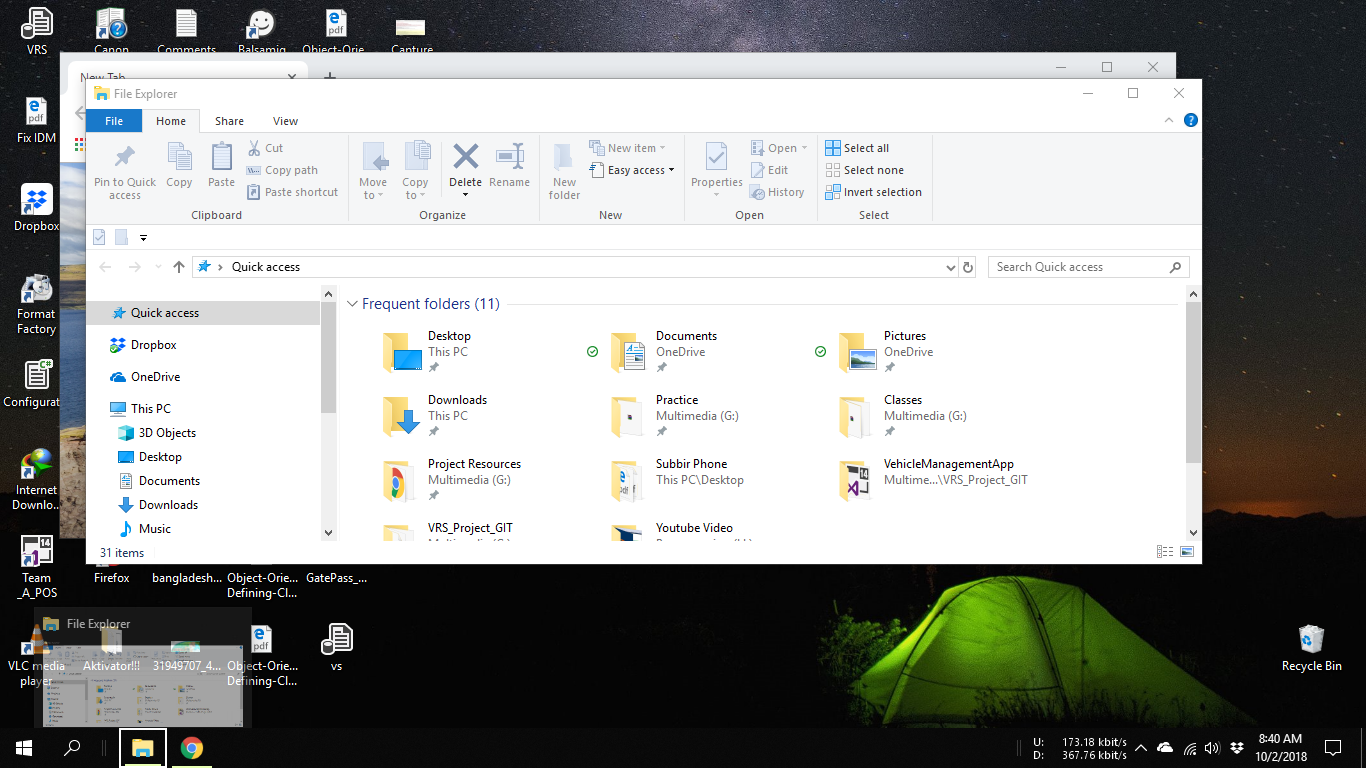 VRS
Canon
Comments
Balsamiq
Object-Orie...
Capture
New Tab
File Explorer
File
Home
Share
View
Fix IDM
Pin to Quick access
Copy
Paste
Cut
Copy path
Paste shortcut
Move to
Copy to
Delete
Rename
New folder
New item
Easy access
Properties
Open
Edit
History
Select all
Select none
Invert selection
Clipboard
Organize
New
Open
Select
Dropbox
Quick access
Search Quick access
Quick access
Dropbox
OneDrive
This PC
3D Objects
Desktop
Documents
Downloads
Music
Frequent folders (11)
Desktop
This PC
Documents
OneDrive
Pictures
OneDrive
Downloads
This PC
Practice
Multimedia (G:)
Classes
Multimedia (G:)
Project Resources
Multimedia (G:)
Subbir Phone
This PC\Desktop
VehicleManagementApp
Multime...\VRS_Project_GIT
VRS_Project_GIT
Youtube Video
31 items
Format
Factory
Configurat
Internet
Downlo...
Team
_A_POS
Firefox
bangladesh...
Object-Orie...
Defining-Cl...
GatePass_...
File Explorer
VLC media
player
Aktivator!!!
31949707_4...
Object-Orie...
Defining-Cl...
vs
Recycle Bin
U: 173.18 kbit/s
D: 367.76 kbit/s
8:40 AM
10/2/2018